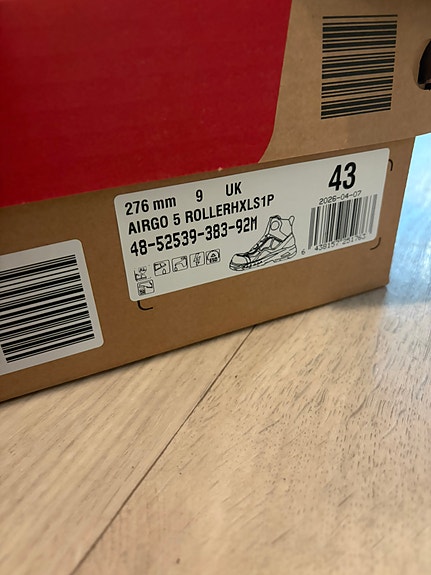 276 mm 9 UK
43
AIRGO 5 ROLLERHXLS1P
2026-04-07
48-52539-383-92M